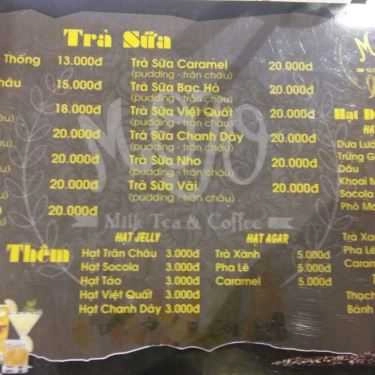 Trà Sữa
Thống 13.000đ
hâu 15.000đ
18.000đ
20.000đ
20.000đ
20.000đ
20.000đ
Trà Sữa Caramel 20.000đ
(pudding - trân châu)
Trà Sữa Bạc Hà 20.000đ
(pudding - trân châu)
Trà Sữa Việt Quất 20.000đ
(pudding - trân châu)
Trà Sữa Chanh Dây 20.000đ
(pudding - trân châu)
Trà Sữa Nho 20.000đ
(pudding - trân châu)
Trà Sữa Vải 20.000đ
(pudding - trân châu)
Milk Tea & Coffee
Thêm
HẠT JELLY
Hạt Trân Châu 3.000đ
Hạt Socola 3.000đ
Hạt Táo 3.000đ
Hạt Việt Quất 3.000đ
Hạt Chanh Dây 3.000đ
HẠT AGAR
Trà Xanh 5.000đ
Pha Lê 5.000đ
Caramel 5.000đ
Hạt
Dưa Lướ
Trứng G
Dâu
Khoai M
Socola
Phô Ma
Trà Xan
Pha Lê
Caram
Thạch
Bánh